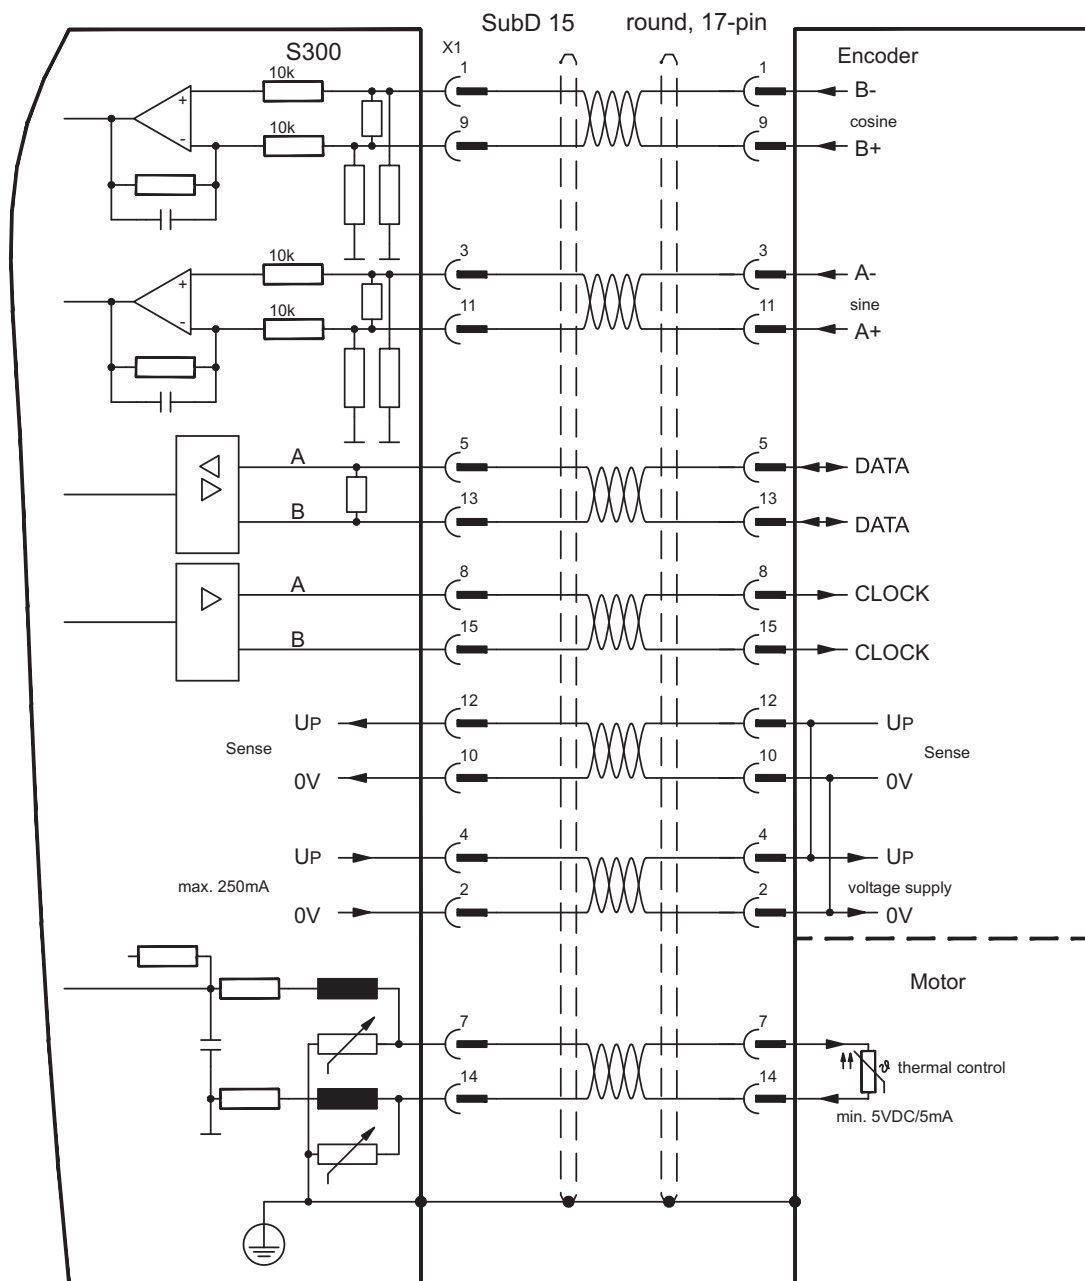 SubD 15 round, 17-pin
S300 X1 Encoder
10k 1 1 B-
+
cosine
10k 9 9 B+
-
10k 3 3 A-
+
sine
10k 11 11 A+
-
A 5 5 DATA
B 13 13 DATA
A 8 8 CLOCK
B 15 15 CLOCK
UP 12 12 UP
Sense Sense
0V 10 10 0V
UP 4 4 UP
max. 250mA voltage supply
0V 2 2 0V
Motor
7 7
ϑ thermal control
14 14
min. 5VDC/5mA